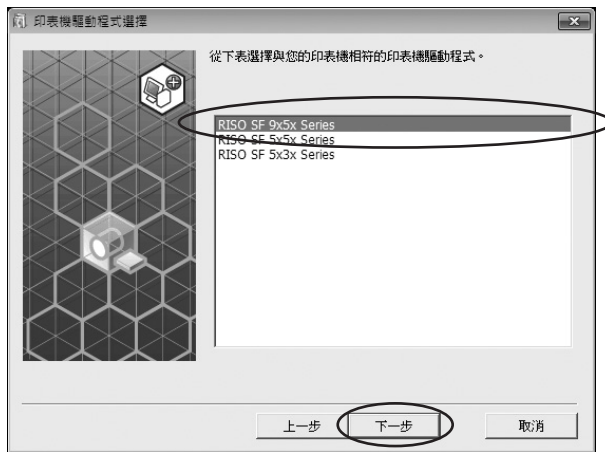 印表機驅動程式選擇
從下表選擇與您的印表機相符的印表機驅動程式。
RISO SF 9x5x Series
RISO SF 5x5x Series
RISO SF 5x3x Series
上一步
下一步
取消